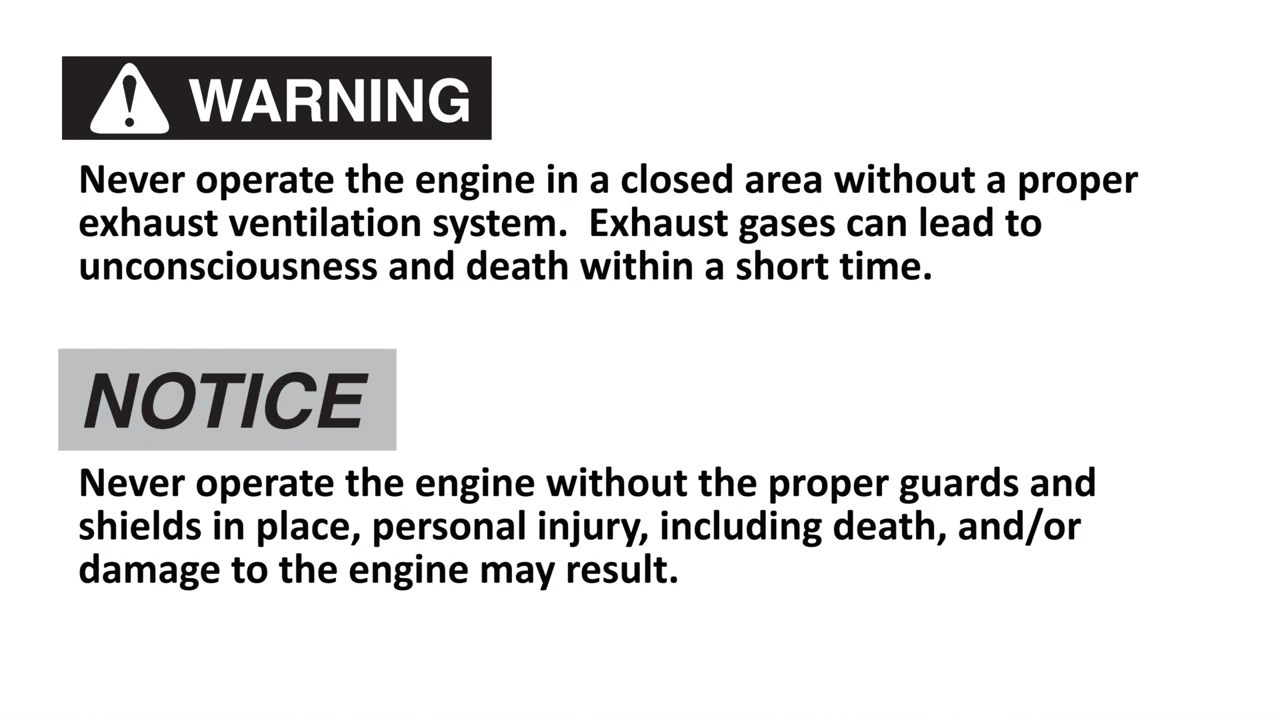 WARNING
Never operate the engine in a closed area without a proper
exhaust ventilation system.  Exhaust gases can lead to
unconsciousness and death within a short time.
NOTICE
Never operate the engine without the proper guards and
shields in place, personal injury, including death, and/or
damage to the engine may result.